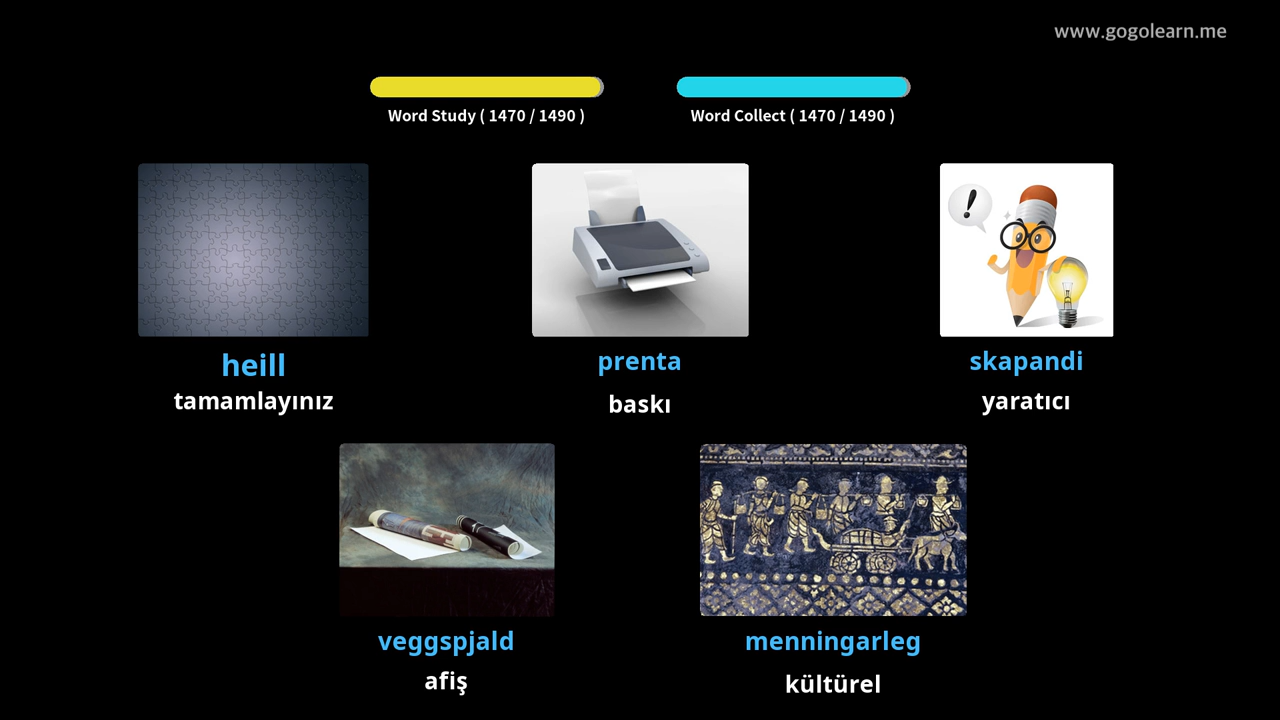 www.gogolearn.me
Word Study ( 1470 / 1490 )
Word Collect ( 1470 / 1490 )
heill
tamamlayınız
prenta
baskı
skapandi
yaratıcı
veggspjald
afiş
menningarleg
kültürel